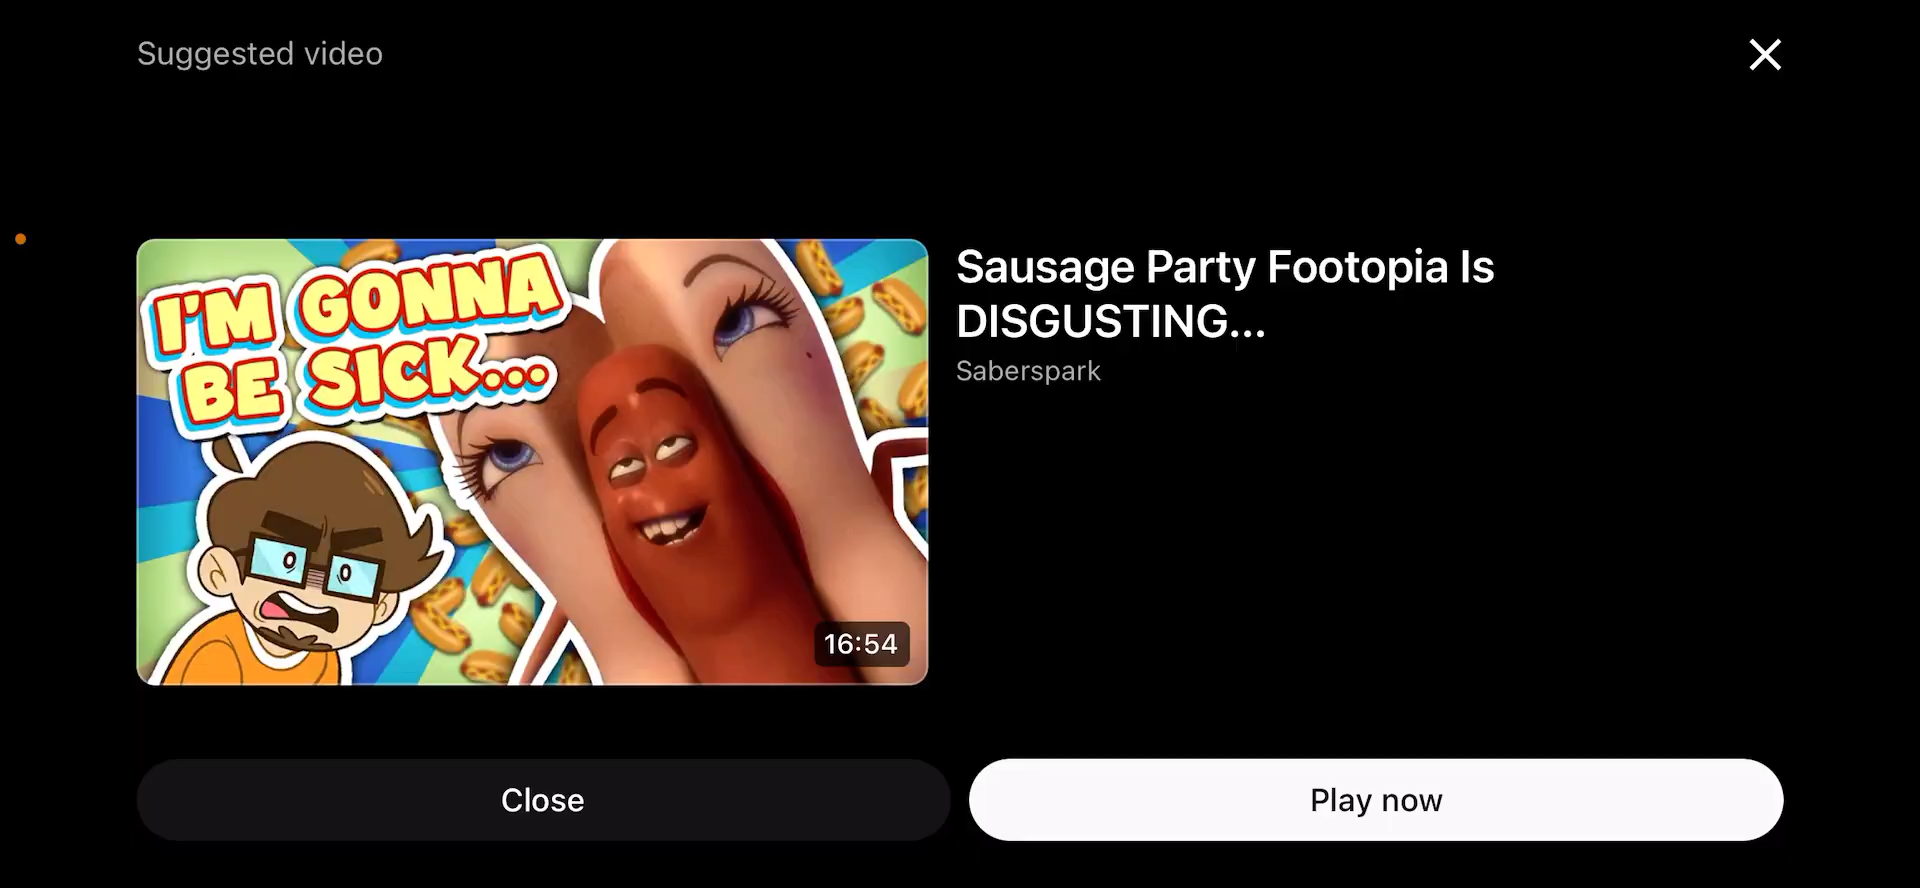 Suggested video
I'M GONNA
BE SICK...
16:54
Sausage Party Footopia Is
DISGUSTING...
Saberspark
Close
Play now